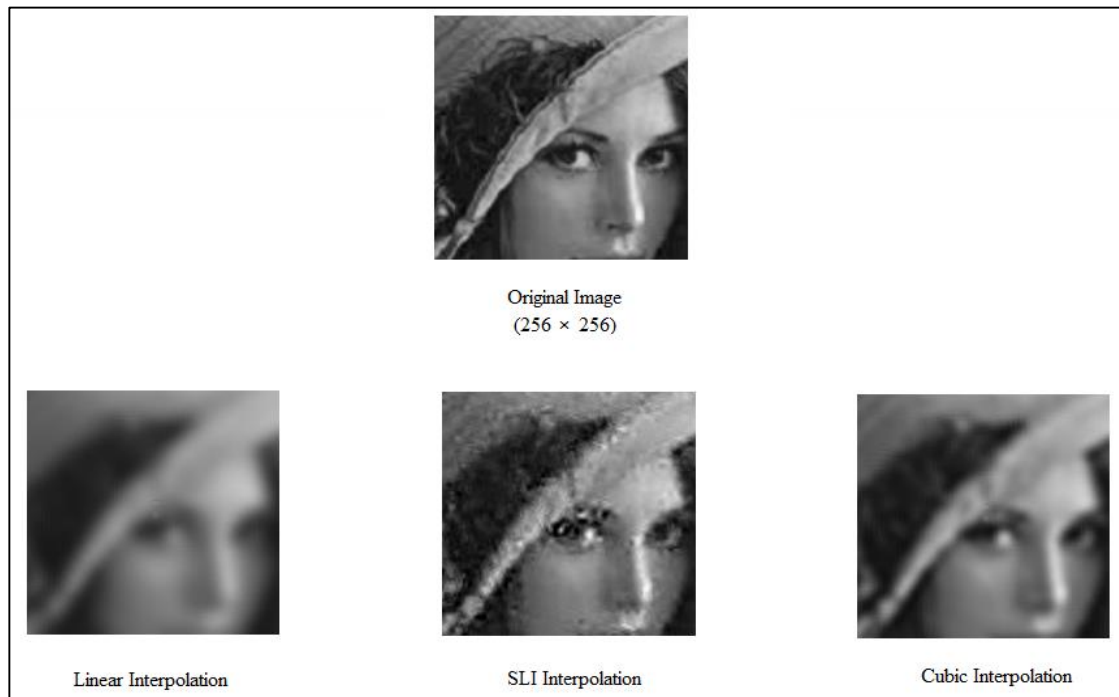 Original Image
(256 × 256)
Linear Interpolation
SLI Interpolation
Cubic Interpolation